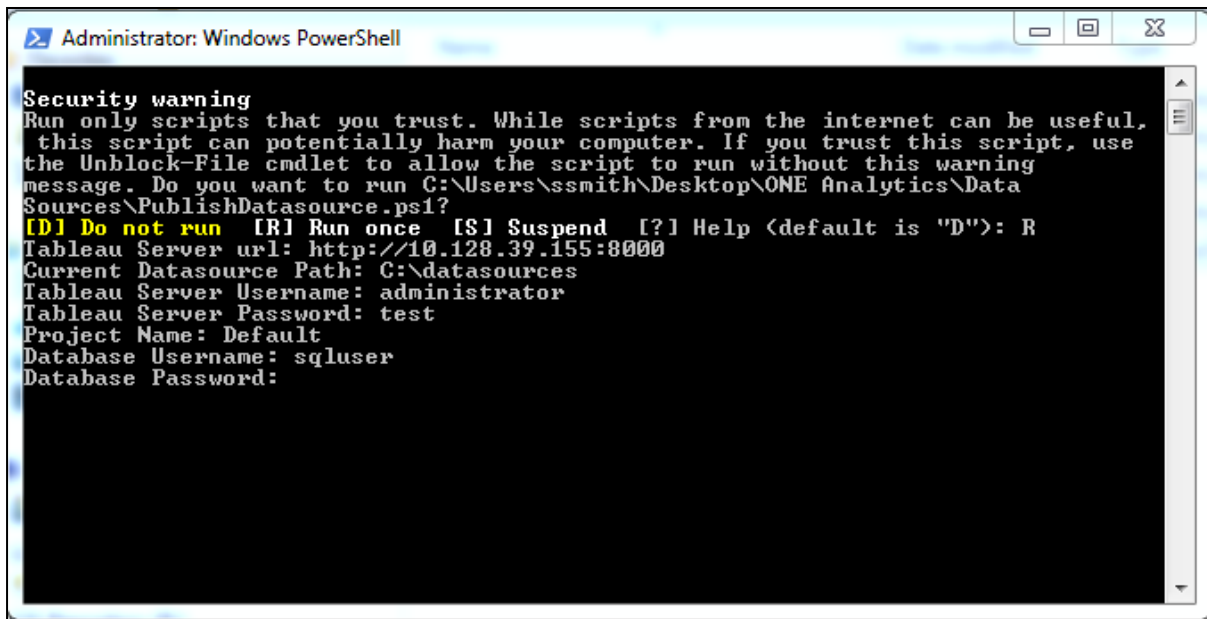 Administrator: Windows PowerShell
Security warning
Run only scripts that you trust. While scripts from the internet can be useful,
this script can potentially harm your computer. If you trust this script, use
the Unblock-File cmdlet to allow the script to run without this warning
message. Do you want to run C:\Users\ssmith\Desktop\ONE Analytics\Data
Sources\PublishDatasource.ps1?
[D] Do not run  [R] Run once  [S] Suspend  [?] Help (default is "D"): R
Tableau Server url: http://10.128.39.155:8000
Current Datasource Path: C:\datasources
Tableau Server Username: administrator
Tableau Server Password: test
Project Name: Default
Database Username: sqluser
Database Password: